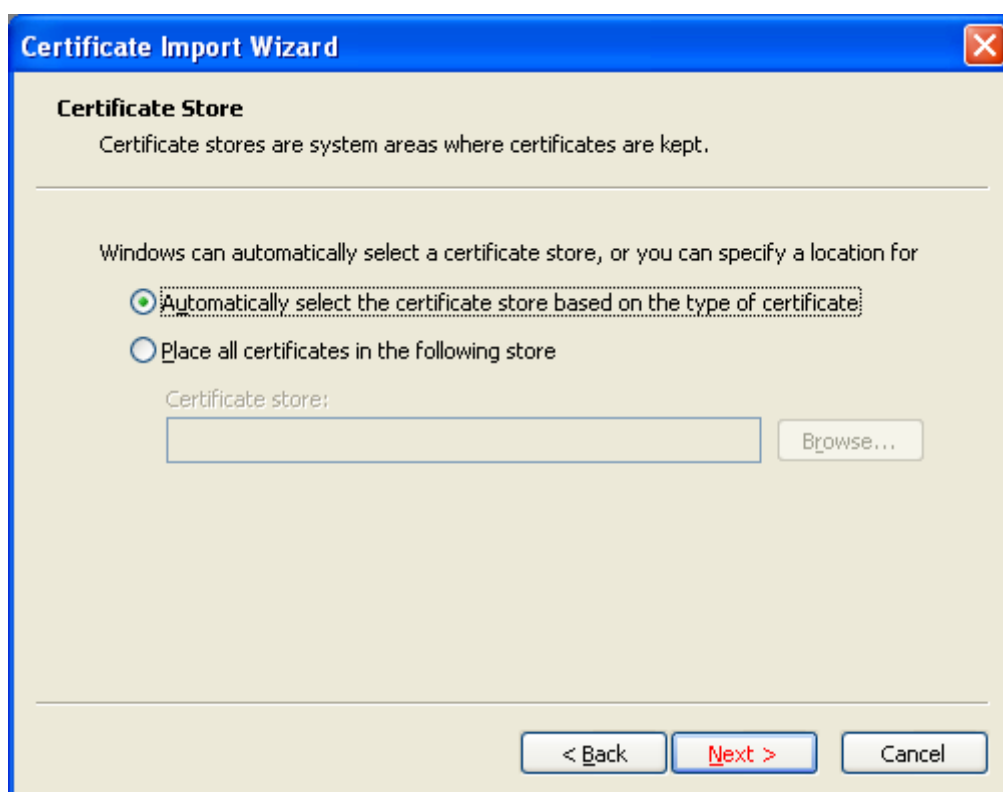 Certificate Import Wizard
Certificate Store
Certificate stores are system areas where certificates are kept.
Windows can automatically select a certificate store, or you can specify a location for
Automatically select the certificate store based on the type of certificate
Place all certificates in the following store
Certificate store:
Browse...
< Back
Next >
Cancel